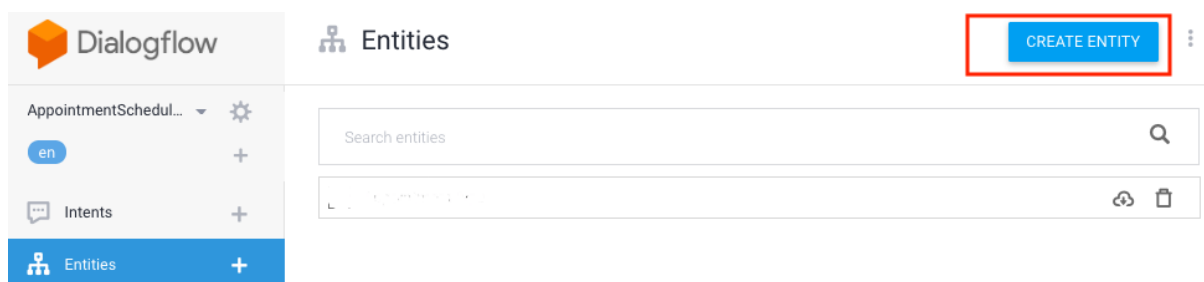 Dialogflow
Entities
CREATE ENTITY
AppointmentSchedul...
en
Search entities
Intents
Entities